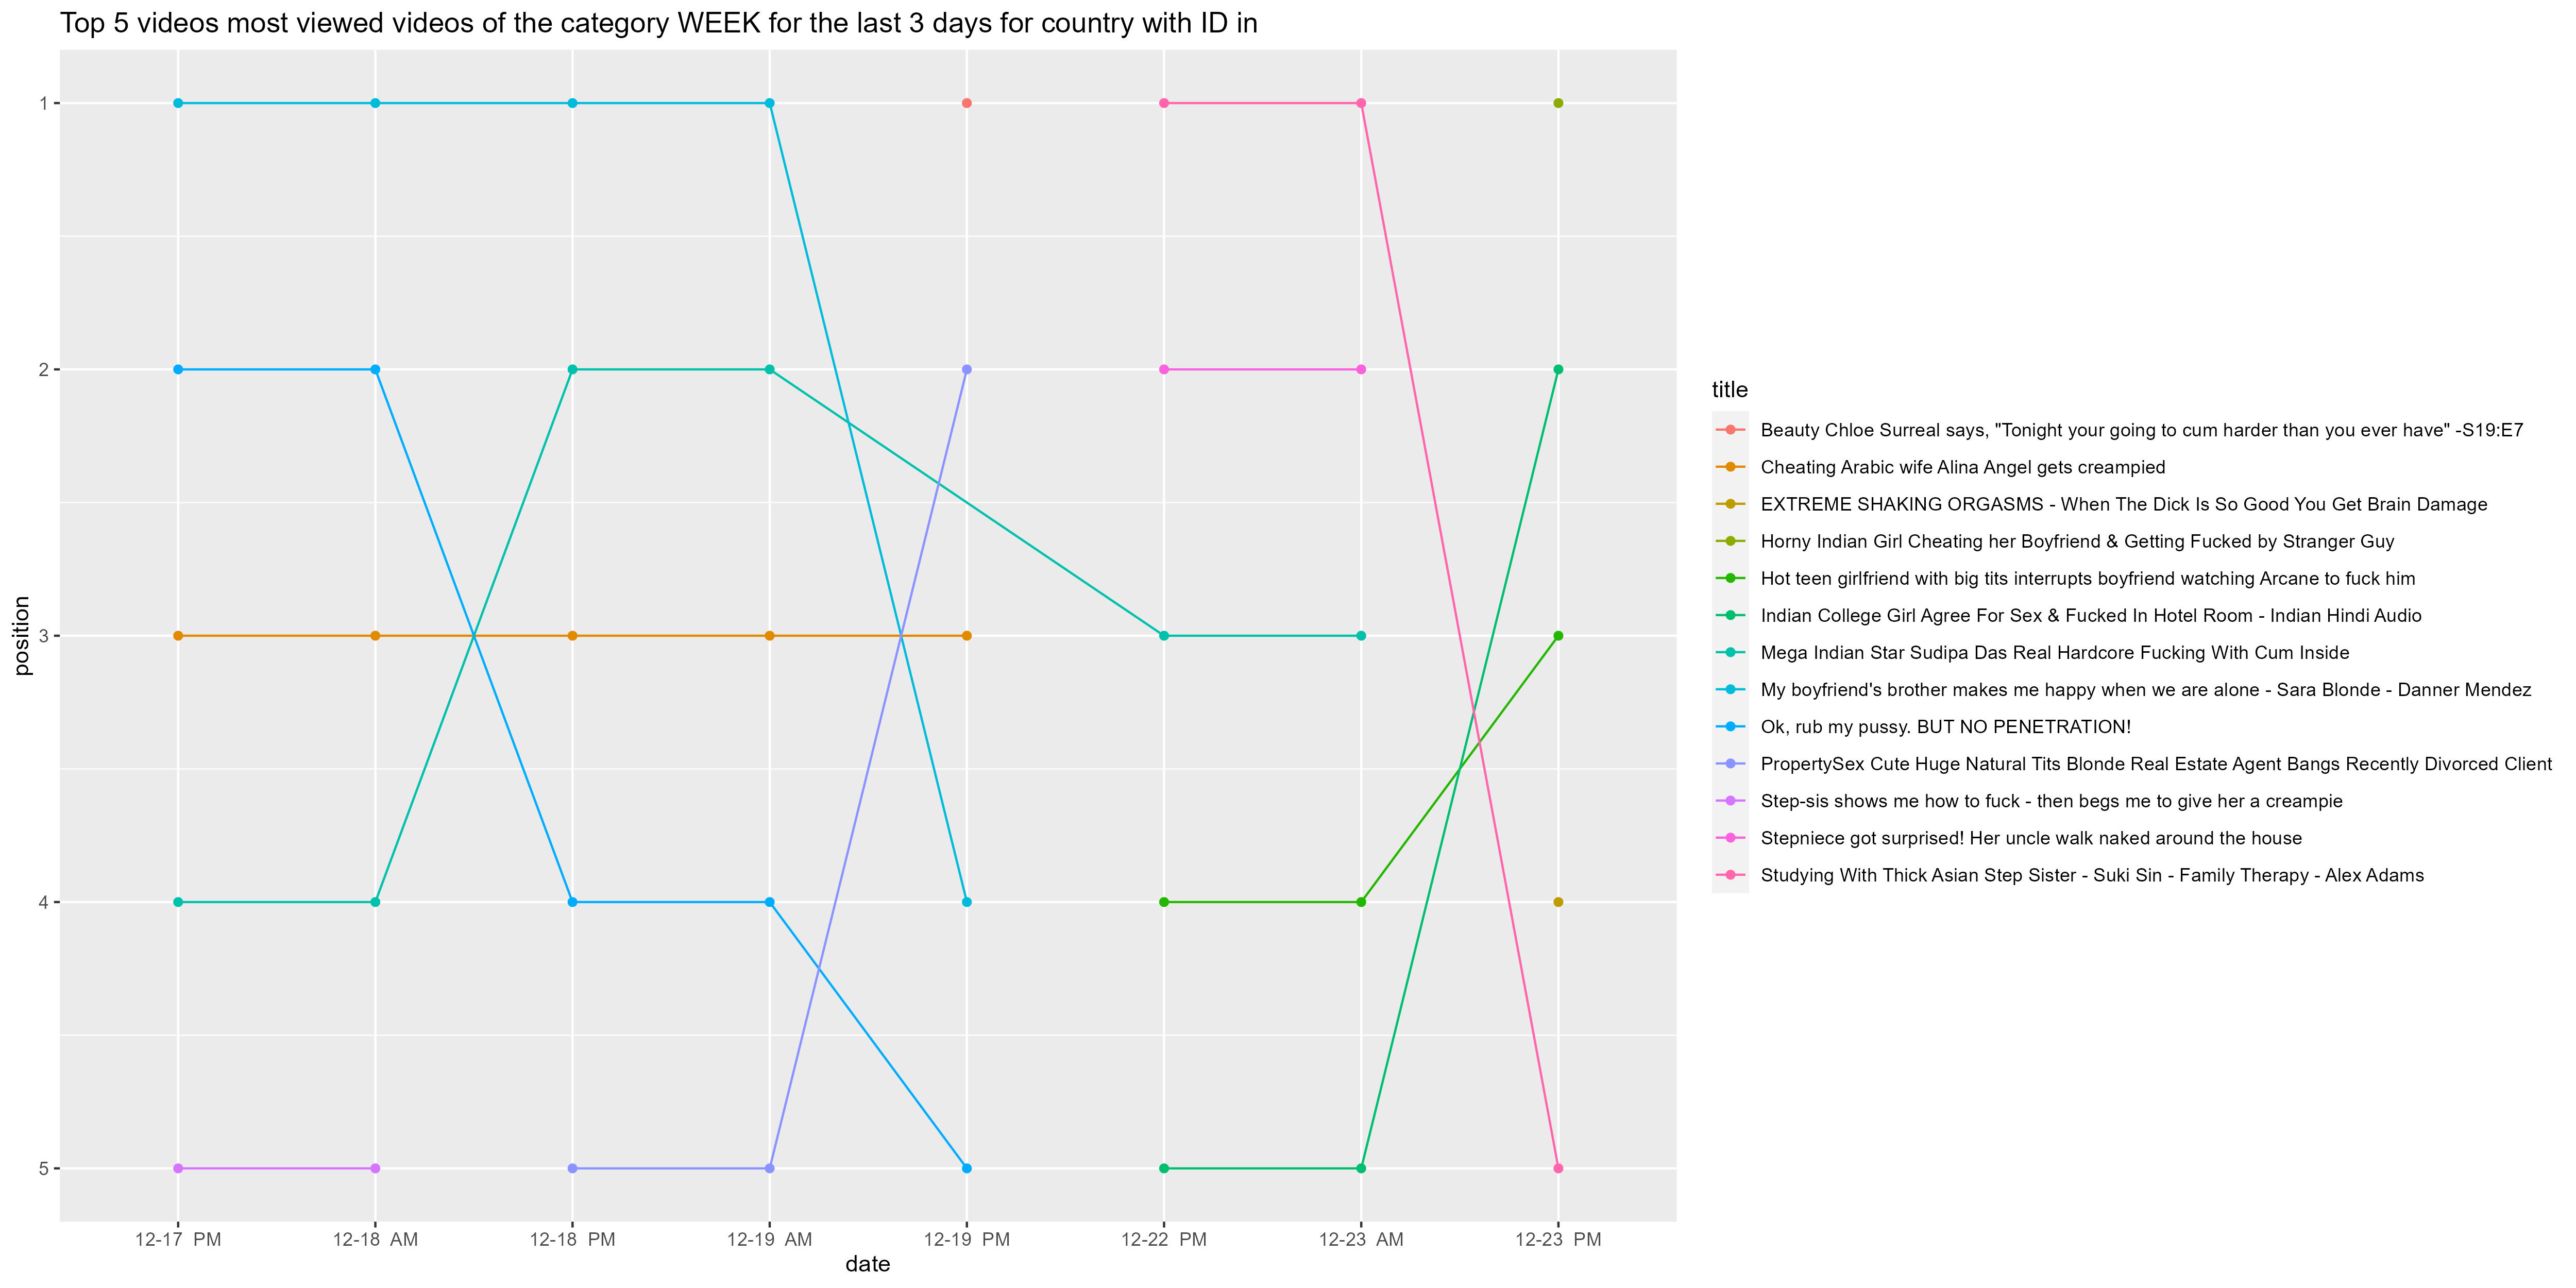 Top 5 videos most viewed videos of the category WEEK for the last 3 days for country with ID in
position
1
2
3
4
5
12-17 PM
12-18 AM
12-18 PM
12-19 AM
12-19 PM
12-22 PM
12-23 AM
12-23 PM
date
title
Beauty Chloe Surreal says, "Tonight your going to cum harder than you ever have" -S19:E7
Cheating Arabic wife Alina Angel gets creampied
EXTREME SHAKING ORGASMS - When The Dick Is So Good You Get Brain Damage
Horny Indian Girl Cheating her Boyfriend & Getting Fucked by Stranger Guy
Hot teen girlfriend with big tits interrupts boyfriend watching Arcane to fuck him
Indian College Girl Agree For Sex & Fucked In Hotel Room - Indian Hindi Audio
Mega Indian Star Sudipa Das Real Hardcore Fucking With Cum Inside
My boyfriend's brother makes me happy when we are alone - Sara Blonde - Danner Mendez
Ok, rub my pussy. BUT NO PENETRATION!
PropertySex Cute Huge Natural Tits Blonde Real Estate Agent Bangs Recently Divorced Client
Step-sis shows me how to fuck - then begs me to give her a creampie
Stepniece got surprised! Her uncle walk naked around the house
Studying With Thick Asian Step Sister - Suki Sin - Family Therapy - Alex Adams